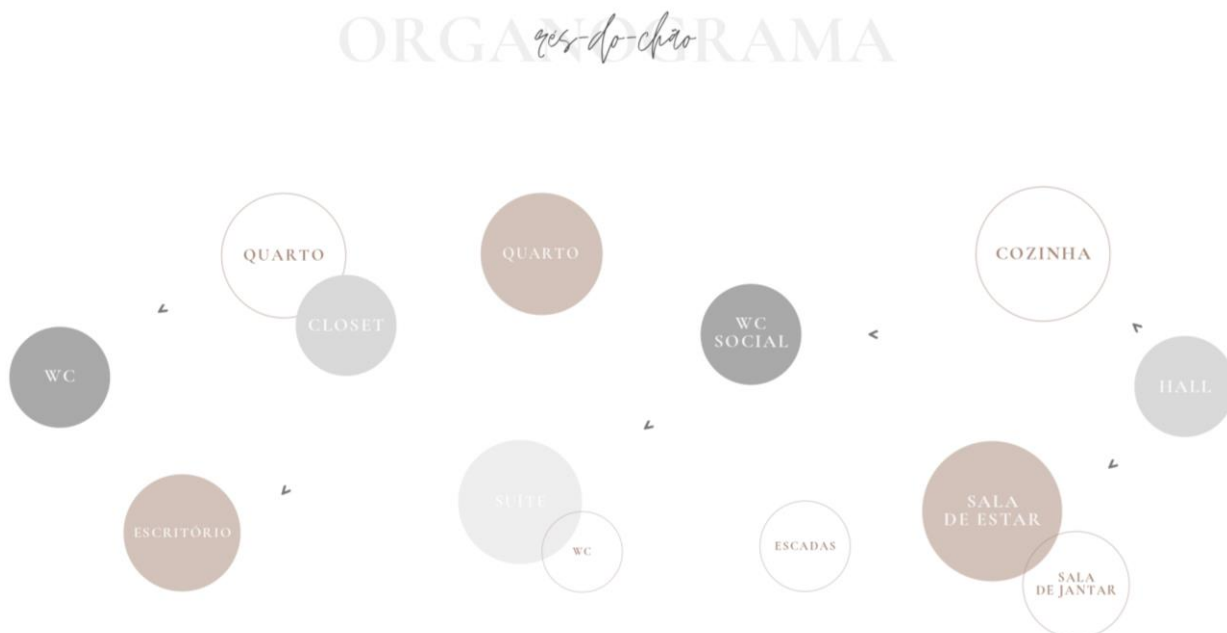 ORGANOGRAMA
rés-do-chão
QUARTO
QUARTO
COZINHA
CLOSET
WC
SOCIAL
WC
HALL
SUÍTE
SALA
DE ESTAR
ESCRITÓRIO
WC
ESCADAS
SALA
DE JANTAR